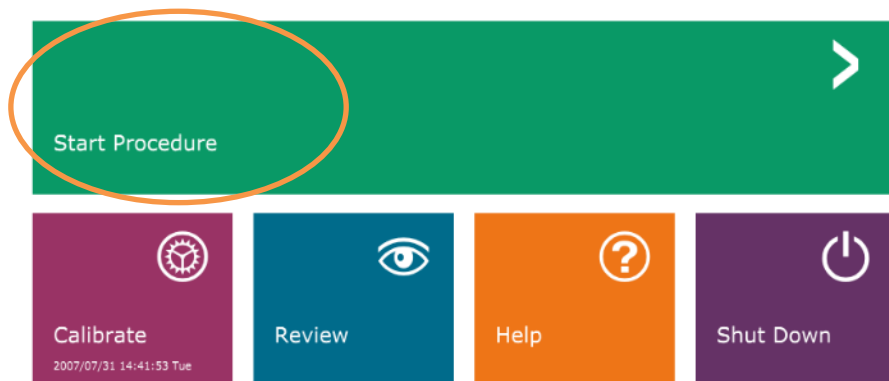 Start Procedure
Calibrate
2007/07/31 14:41:53 Tue
Review
Help
Shut Down